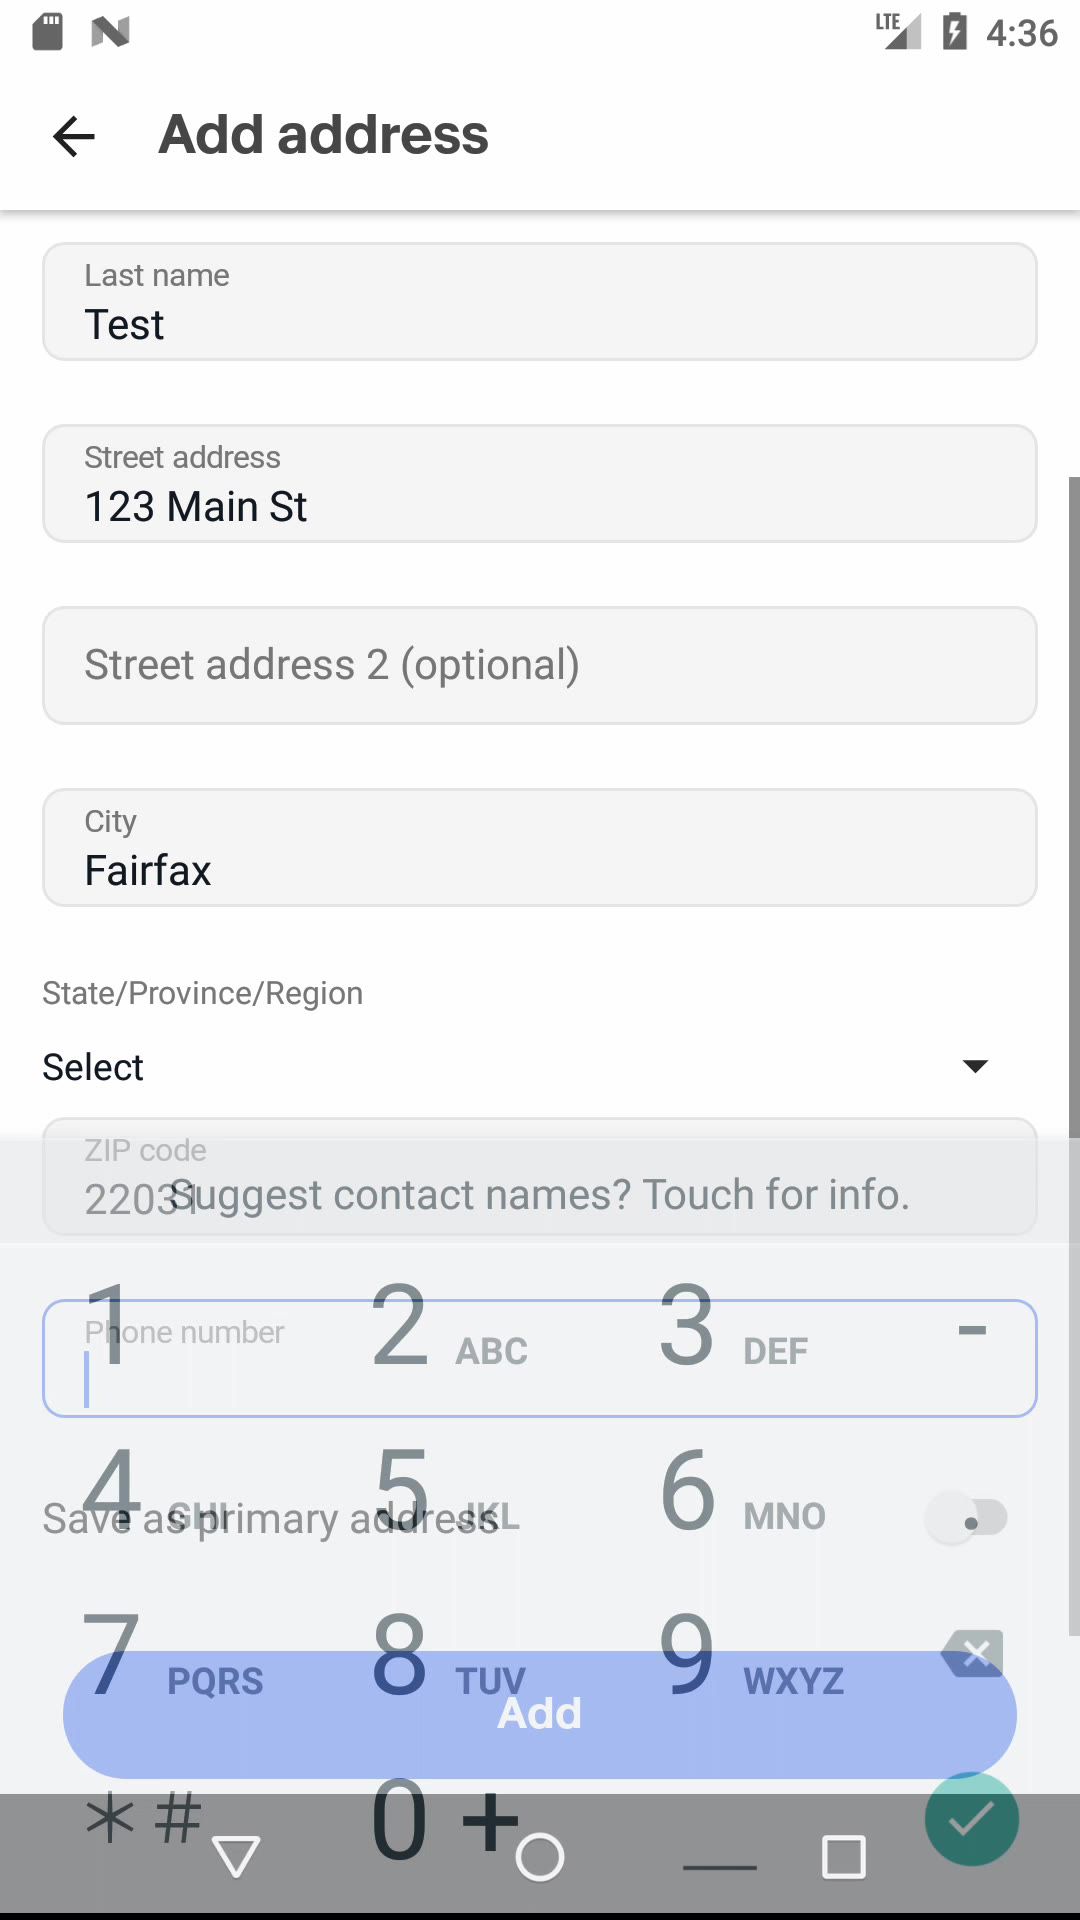 LTE 4:36
Add address
Last name
Test
Street address
123 Main St
Street address 2 (optional)
City
Fairfax
State/Province/Region
Select
ZIP code
22031
Suggest contact names? Touch for info.
1 2 ABC 3 DEF -
Phone number
4 GHI 5 JKL 6 MNO .
Save as primary address
7 PQRS 8 TUV 9 WXYZ
Add
* # 0 + _